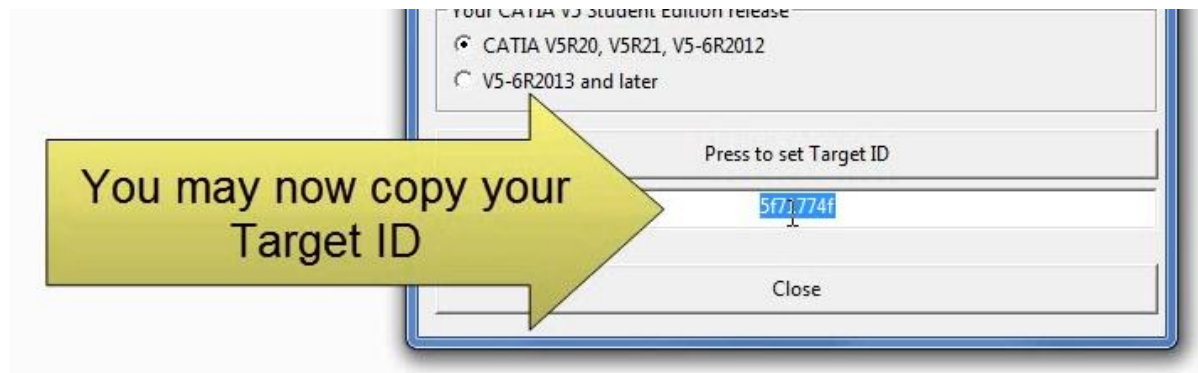 Your CATIA V5 Student Edition release
CATIA V5R20, V5R21, V5-6R2012
V5-6R2013 and later
Press to set Target ID
You may now copy your
Target ID
5f71774f
Close